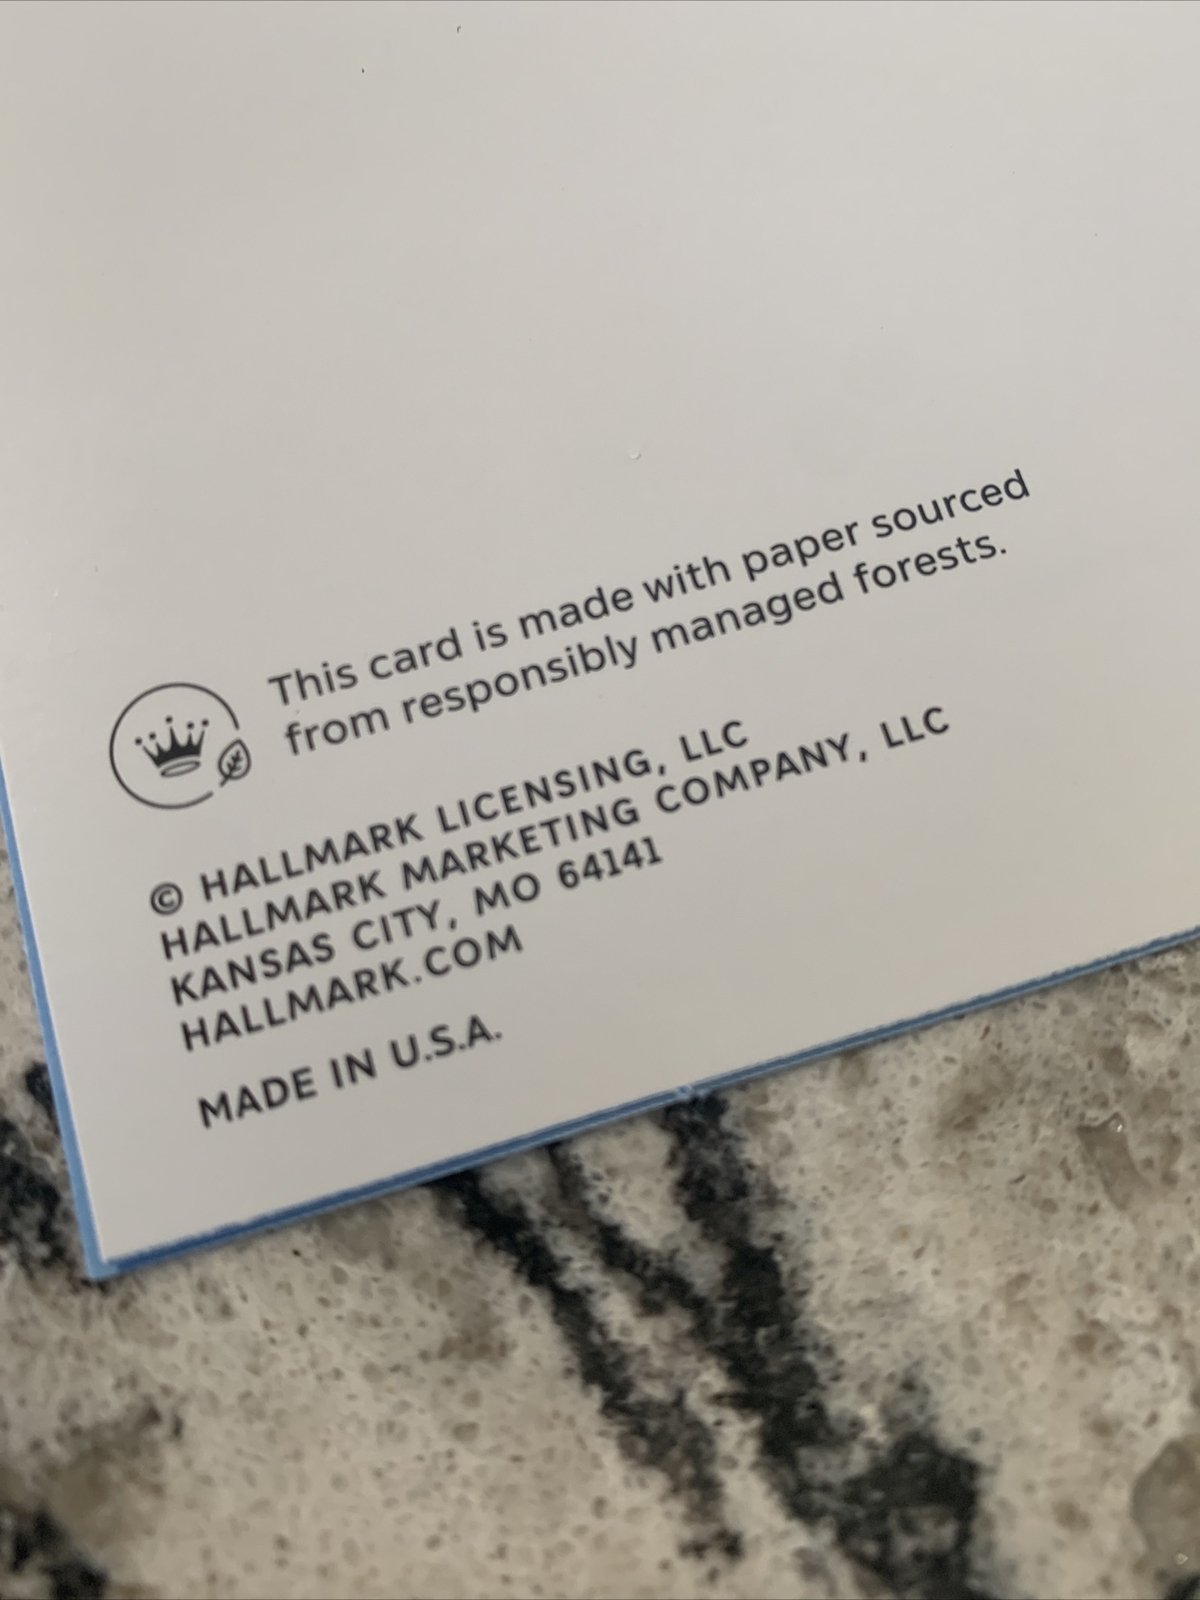 This card is made with paper sourced
from responsibly managed forests.
© HALLMARK LICENSING, LLC
HALLMARK MARKETING COMPANY, LLC
KANSAS CITY, MO 64141
HALLMARK.COM
MADE IN U.S.A.